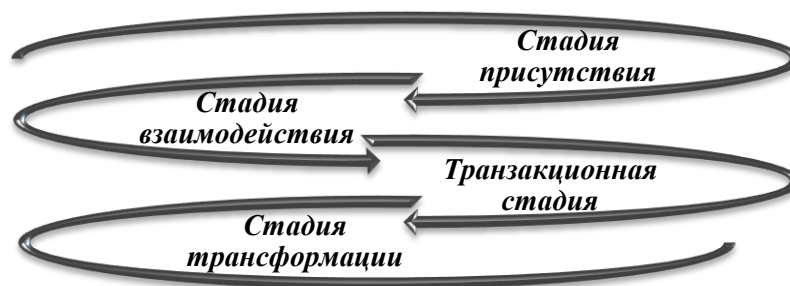 Стадия
присутствия
Стадия
взаимодействия
Транзакционная
стадия
Стадия
трансформации